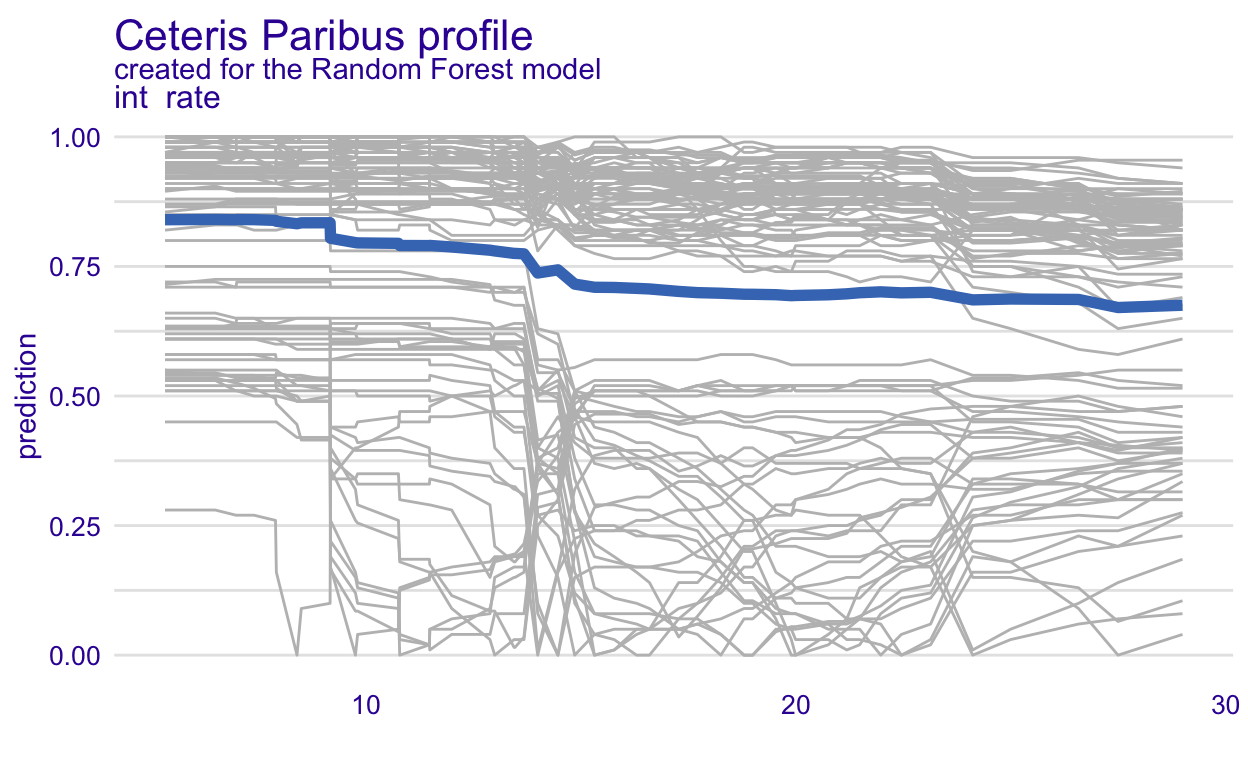 Ceteris Paribus profile
created for the Random Forest model
int  rate
1.00
0.75
0.50
0.25
0.00
prediction
10
20
30